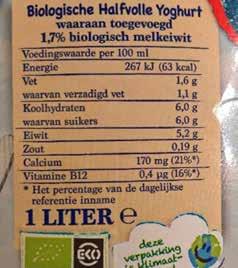 Biologische Halfvolle Yoghurt
waaraan toegevoegd
1,7% biologisch melkeiwit
Voedingswaarde per 100 ml
Energie 267 kJ (63 kcal)
Vet 1,6 g
waarvan verzadigd vet 1,1 g
Koolhydraten 6,0 g
waarvan suikers 6,0 g
Eiwit 5,2 g
Zout 0,19 g
Calcium 170 mg (21%*)
Vitamine B12 0,4 µg (16%*)
* Het percentage van de dagelijkse
referentie inname
1 LITER ℮
EKO
deze
verpakking
is klimaat-